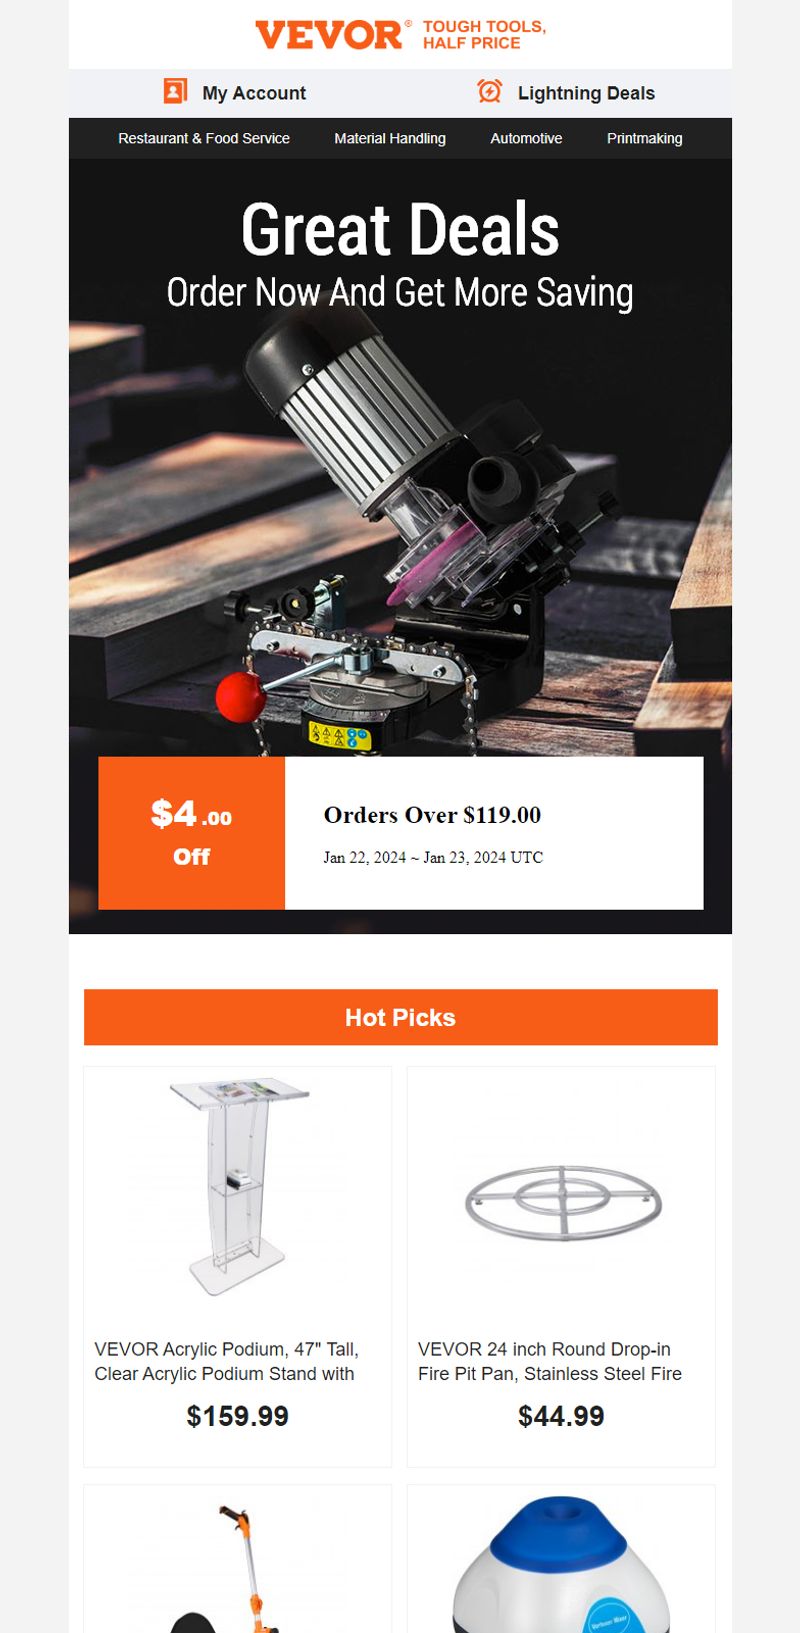 VEVOR® TOUGH TOOLS,
HALF PRICE
My Account
Lightning Deals
Restaurant & Food Service
Material Handling
Automotive
Printmaking
Great Deals
Order Now And Get More Saving
$4.00
Off
Orders Over $119.00
Jan 22, 2024 ~ Jan 23, 2024 UTC
Hot Picks
VEVOR Acrylic Podium, 47" Tall,
Clear Acrylic Podium Stand with
$159.99
VEVOR 24 inch Round Drop-in
Fire Pit Pan, Stainless Steel Fire
$44.99
Vortexer Mixer